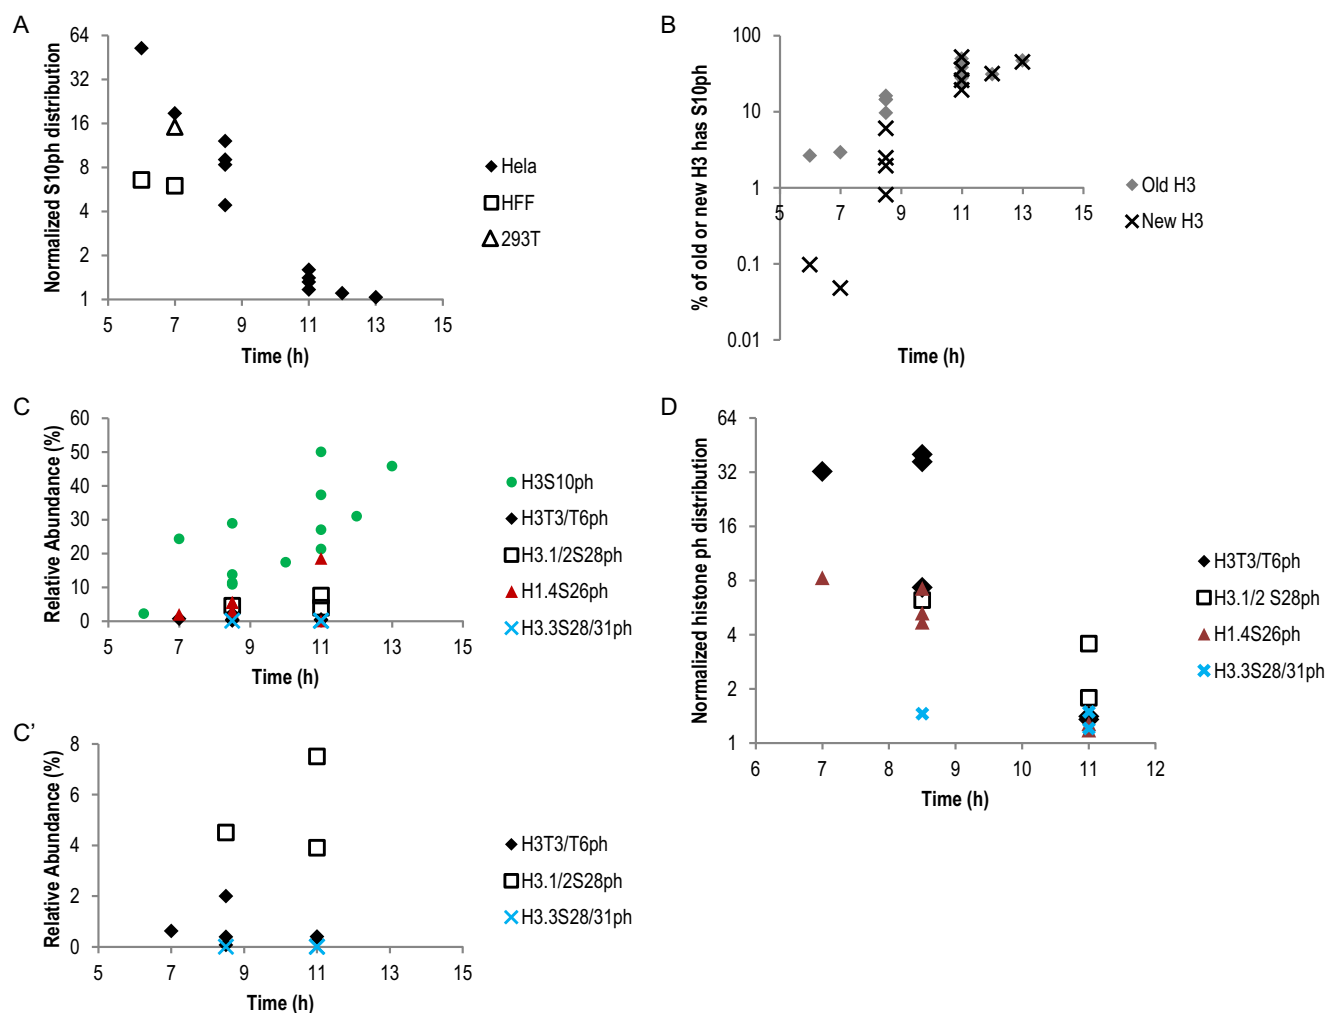 A
Normalized S10ph distribution
64
32
16
8
4
2
1
5 7 9 11 13 15
Time (h)
Hela
HFF
293T
B
% of old or new H3 has S10ph
100
10
1
0.1
0.01
5 7 9 11 13 15
Time (h)
Old H3
New H3
C
Relative Abundance (%)
60
50
40
30
20
10
0
5 7 9 11 13 15
Time (h)
H3S10ph
H3T3/T6ph
H3.1/2S28ph
H1.4S26ph
H3.3S28/31ph
D
Normalized histone ph distribution
64
32
16
8
4
2
1
6 7 8 9 10 11 12
Time (h)
H3T3/T6ph
H3.1/2 S28ph
H1.4S26ph
H3.3S28/31ph
C’
Relative Abundance (%)
8
6
4
2
0
5 7 9 11 13 15
Time (h)
H3T3/T6ph
H3.1/2S28ph
H3.3S28/31ph